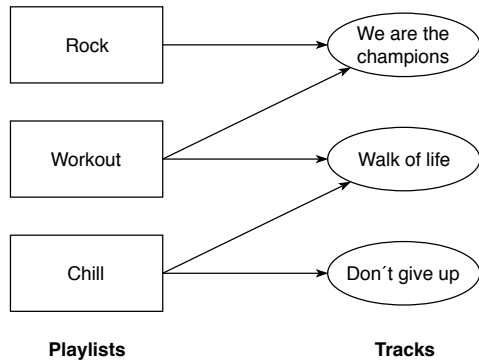 Rock
We are the
champions
Workout
Walk of life
Chill
Don´t give up
Playlists
Tracks